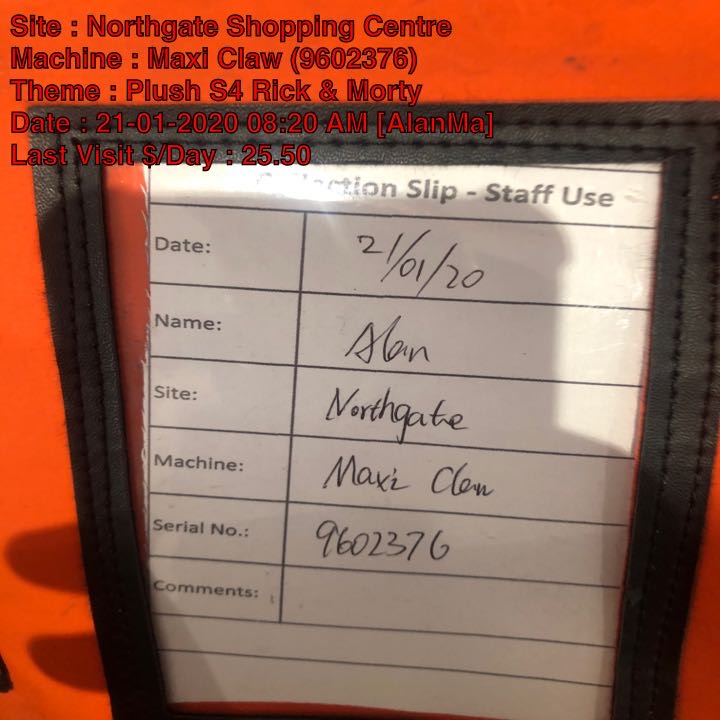 Site : Northgate Shopping Centre
Machine : Maxi Claw (9602376)
Theme : Plush S4 Rick & Morty
Date : 21-01-2020 08:20 AM [AlanMa]
Last Visit $/Day : 25.50
Collection Slip - Staff Use
Date: 21/01/20
Name: Alan
Site: Northgate
Machine: Maxi Claw
Serial No.: 9602376
Comments: